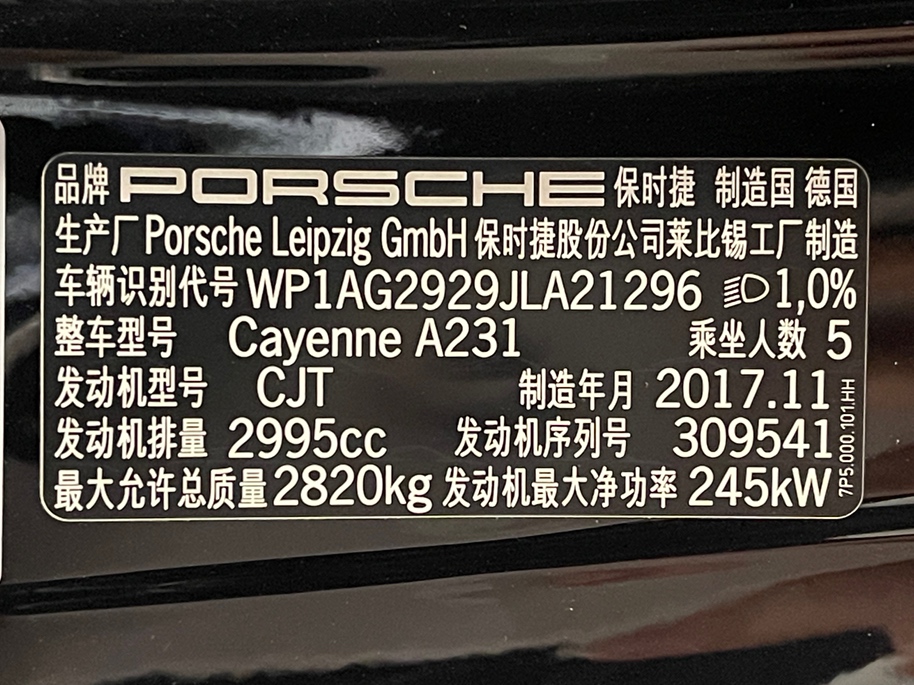 品牌 PORSCHE 保时捷 制造国 德国
生产厂 Porsche Leipzig GmbH 保时捷股份公司莱比锡工厂制造
车辆识别代号 WP1AG2929JLA21296 1,0%
整车型号 Cayenne A231 乘坐人数 5
发动机型号 CJT 制造年月 2017.11
发动机排量 2995cc 发动机序列号 309541
最大允许总质量 2820kg 发动机最大净功率 245kW
7P5.000.101.HH